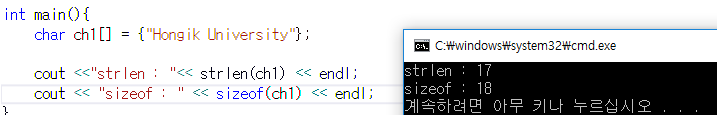 int main(){
char ch1[] = {"Hongik University"};
cout <<"strlen : "<< strlen(ch1) << endl;
cout << "sizeof : " << sizeof(ch1) << endl;
}
C:\windows\system32\cmd.exe
strlen : 17
sizeof : 18
계속하려면 아무 키나 누르십시오 . . .